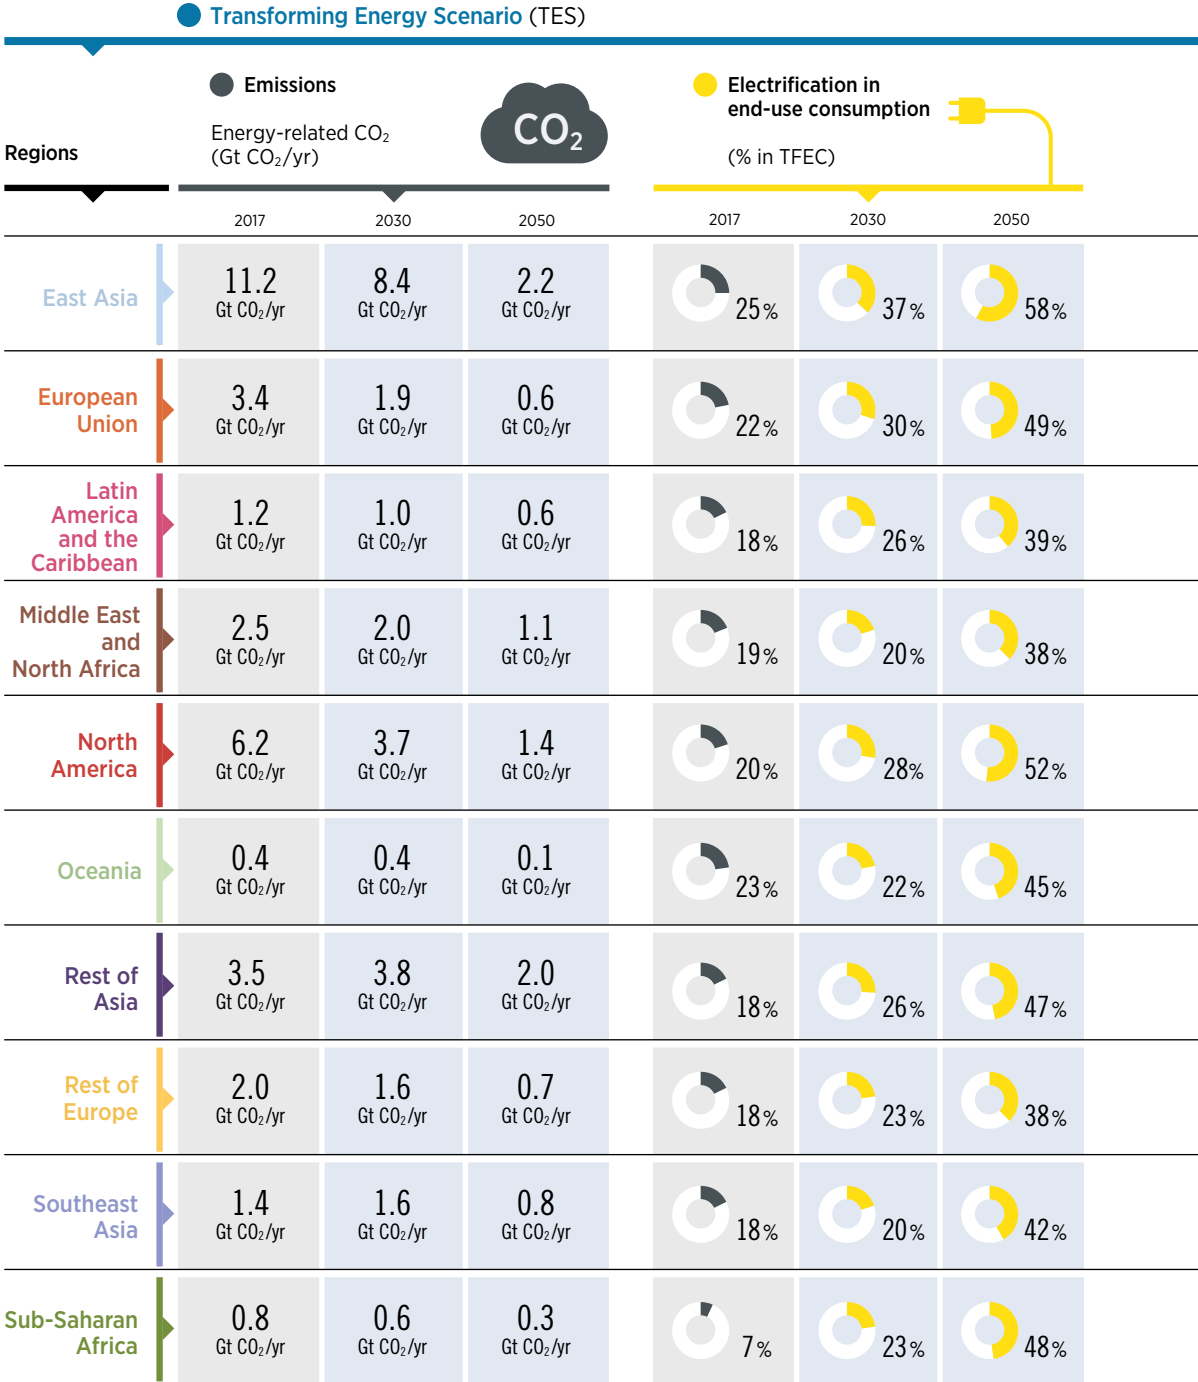 Transforming Energy Scenario (TES)
Emissions
Energy-related CO₂
(Gt CO₂/yr)
CO₂
Electrification in
end-use consumption
(% in TFEC)
Regions
2017 2030 2050 2017 2030 2050
East Asia
11.2 8.4 2.2
Gt CO₂/yr Gt CO₂/yr Gt CO₂/yr
25% 37% 58%
European
Union
3.4 1.9 0.6
Gt CO₂/yr Gt CO₂/yr Gt CO₂/yr
22% 30% 49%
Latin
America
and the
Caribbean
1.2 1.0 0.6
Gt CO₂/yr Gt CO₂/yr Gt CO₂/yr
18% 26% 39%
Middle East
and
North Africa
2.5 2.0 1.1
Gt CO₂/yr Gt CO₂/yr Gt CO₂/yr
19% 20% 38%
North
America
6.2 3.7 1.4
Gt CO₂/yr Gt CO₂/yr Gt CO₂/yr
20% 28% 52%
Oceania
0.4 0.4 0.1
Gt CO₂/yr Gt CO₂/yr Gt CO₂/yr
23% 22% 45%
Rest of
Asia
3.5 3.8 2.0
Gt CO₂/yr Gt CO₂/yr Gt CO₂/yr
18% 26% 47%
Rest of
Europe
2.0 1.6 0.7
Gt CO₂/yr Gt CO₂/yr Gt CO₂/yr
18% 23% 38%
Southeast
Asia
1.4 1.6 0.8
Gt CO₂/yr Gt CO₂/yr Gt CO₂/yr
18% 20% 42%
Sub-Saharan
Africa
0.8 0.6 0.3
Gt CO₂/yr Gt CO₂/yr Gt CO₂/yr
7% 23% 48%